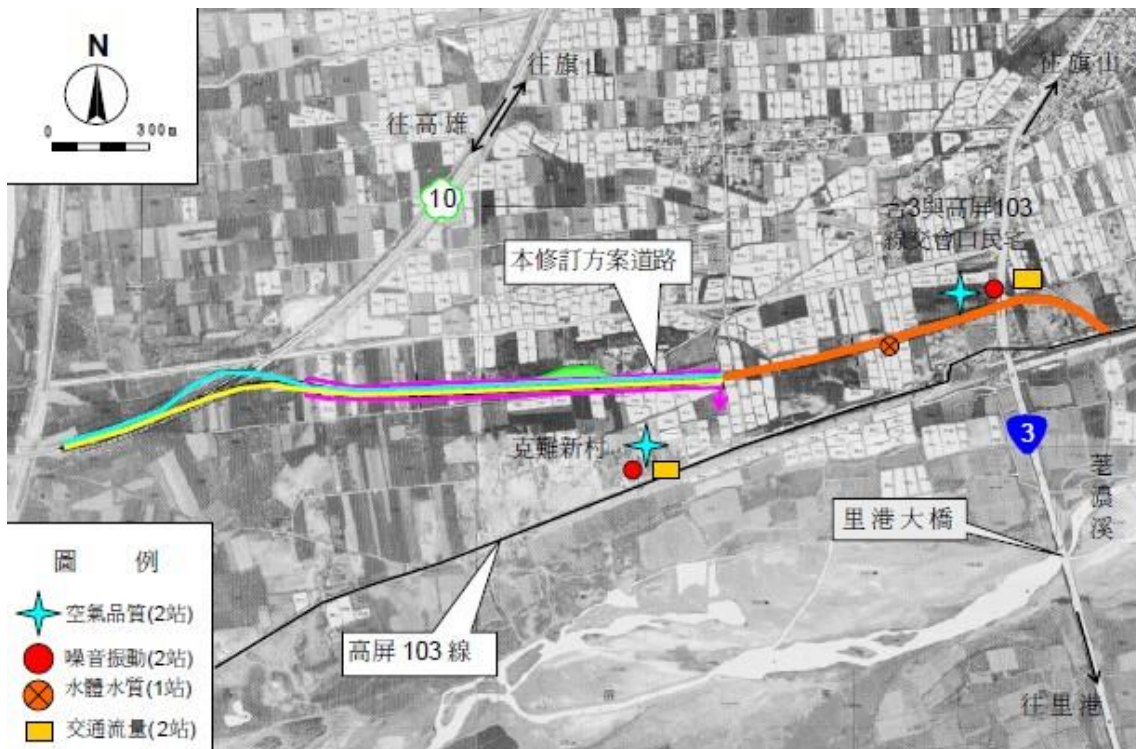 N
0 300m
往旗山
往高雄
10
往旗山
台3與高屏103
線交會口民宅
本修訂方案道路
克難新村
3
荖濃溪
里港大橋
高屏 103 線
往里港
圖 例
空氣品質(2站)
噪音振動(2站)
水體水質(1站)
交通流量(2站)